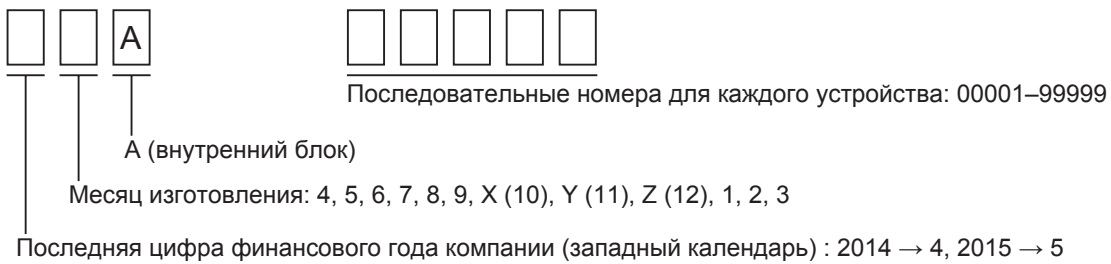 A
Последовательные номера для каждого устройства: 00001–99999
А (внутренний блок)
Месяц изготовления: 4, 5, 6, 7, 8, 9, X (10), Y (11), Z (12), 1, 2, 3
Последняя цифра финансового года компании (западный календарь) : 2014 → 4, 2015 → 5